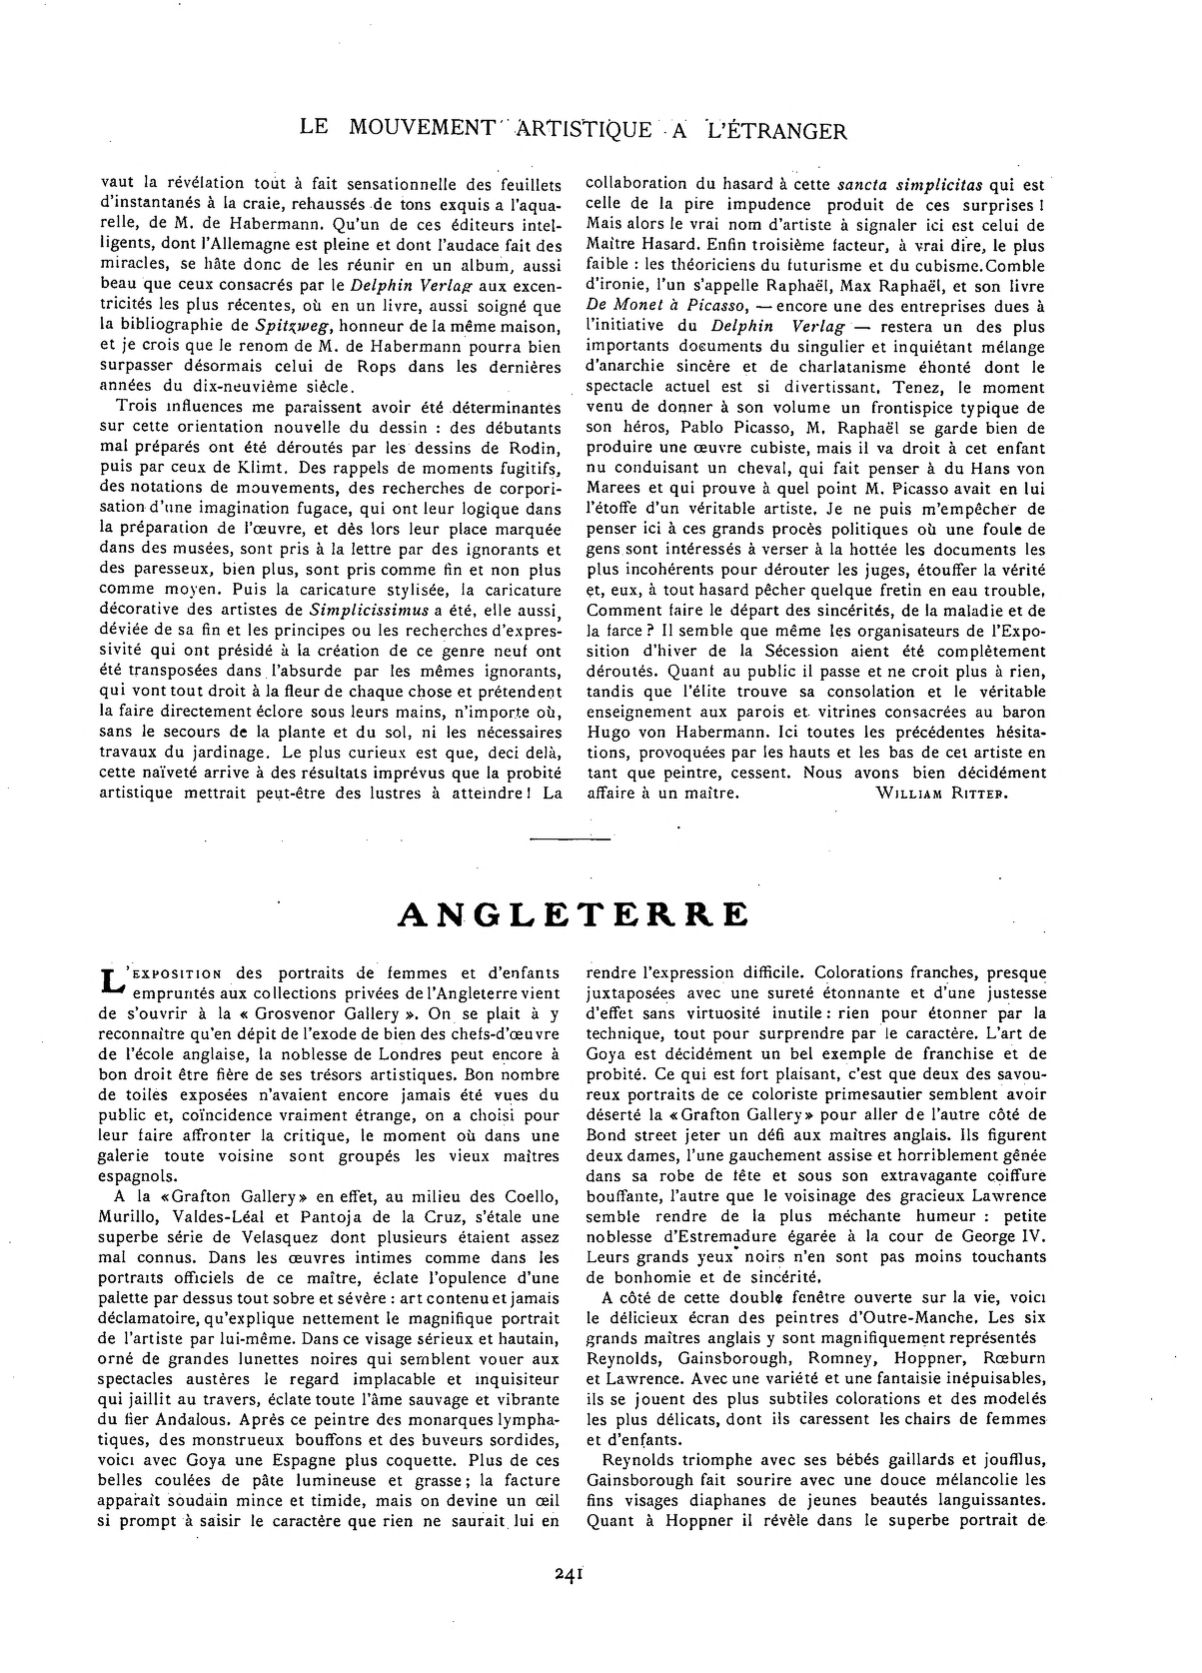 LE MOUVEMENT ARTISTIQUE A L'ÉTRANGER
vaut la révélation tout à fait sensationnelle des feuillets
d'instantanés à la craie, rehaussés de tons exquis a l'aqua-
relle, de M. de Habermann. Qu'un de ces éditeurs intel-
ligents, dont l'Allemagne est pleine et dont l'audace fait des
miracles, se hâte donc de les réunir en un album, aussi
beau que ceux consacrés par le Delphin Verlag aux excen-
tricités les plus récentes, où en un livre, aussi soigné que
la bibliographie de Spitzweg, honneur de la même maison,
et je crois que le renom de M. de Habermann pourra bien
surpasser désormais celui de Rops dans les dernières
années du dix-neuvième siècle.
Trois influences me paraissent avoir été déterminantes
sur cette orientation nouvelle du dessin : des débutants
mal préparés ont été déroutés par les dessins de Rodin,
puis par ceux de Klimt. Des rappels de moments fugitifs,
des notations de mouvements, des recherches de corpori-
sation d'une imagination fugace, qui ont leur logique dans
la préparation de l'œuvre, et dès lors leur place marquée
dans des musées, sont pris à la lettre par des ignorants et
des paresseux, bien plus, sont pris comme fin et non plus
comme moyen. Puis la caricature stylisée, la caricature
décorative des artistes de Simplicissimus a été, elle aussi,
déviée de sa fin et les principes ou les recherches d'expres-
sivité qui ont présidé à la création de ce genre neuf ont
été transposées dans l'absurde par les mêmes ignorants,
qui vont tout droit à la fleur de chaque chose et prétendent
la faire directement éclore sous leurs mains, n'importe où,
sans le secours de la plante et du sol, ni les nécessaires
travaux du jardinage. Le plus curieux est que, deci delà,
cette naïveté arrive à des résultats imprévus que la probité
artistique mettrait peut-être des lustres à atteindre! La
collaboration du hasard à cette sancta simplicitas qui est
celle de la pire impudence produit de ces surprises!
Mais alors le vrai nom d'artiste à signaler ici est celui de
Maître Hasard. Enfin troisième facteur, à vrai dire, le plus
faible : les théoriciens du futurisme et du cubisme. Comble
d'ironie, l'un s'appelle Raphaël, Max Raphaël, et son livre
De Monet à Picasso, — encore une des entreprises dues à
l'initiative du Delphin Verlag — restera un des plus
importants documents du singulier et inquiétant mélange
d'anarchie sincère et de charlatanisme éhonté dont le
spectacle actuel est si divertissant. Tenez, le moment
venu de donner à son volume un frontispice typique de
son héros, Pablo Picasso, M. Raphaël se garde bien de
produire une œuvre cubiste, mais il va droit à cet enfant
nu conduisant un cheval, qui fait penser à du Hans von
Marees et qui prouve à quel point M. Picasso avait en lui
l'étoffe d'un véritable artiste. Je ne puis m'empêcher de
penser ici à ces grands procès politiques où une foule de
gens sont intéressés à verser à la hottée les documents les
plus incohérents pour dérouter les juges, étouffer la vérité
et, eux, à tout hasard pêcher quelque fretin en eau trouble.
Comment faire le départ des sincérités, de la maladie et de
la farce? Il semble que même les organisateurs de l'Expo-
sition d'hiver de la Sécession aient été complètement
déroutés. Quant au public il passe et ne croit plus à rien,
tandis que l'élite trouve sa consolation et le véritable
enseignement aux parois et vitrines consacrées au baron
Hugo von Habermann. Ici toutes les précédentes hésita-
tions, provoquées par les hauts et les bas de cet artiste en
tant que peintre, cessent. Nous avons bien décidément
affaire à un maître. WILLIAM RITTER.
ANGLETERRE
L'EXPOSITION des portraits de femmes et d'enfants
empruntés aux collections privées de l'Angleterre vient
de s'ouvrir à la « Grosvenor Gallery ». On se plait à y
reconnaître qu'en dépit de l'exode de bien des chefs-d'œuvre
de l'école anglaise, la noblesse de Londres peut encore à
bon droit être fière de ses trésors artistiques. Bon nombre
de toiles exposées n'avaient encore jamais été vues du
public et, coïncidence vraiment étrange, on a choisi pour
leur faire affronter la critique, le moment où dans une
galerie toute voisine sont groupés les vieux maîtres
espagnols.
A la «Grafton Gallery» en effet, au milieu des Coello,
Murillo, Valdes-Léal et Pantoja de la Cruz, s'étale une
superbe série de Velasquez dont plusieurs étaient assez
mal connus. Dans les œuvres intimes comme dans les
portraits officiels de ce maître, éclate l'opulence d'une
palette par dessus tout sobre et sévère : art contenu et jamais
déclamatoire, qu'explique nettement le magnifique portrait
de l'artiste par lui-même. Dans ce visage sérieux et hautain,
orné de grandes lunettes noires qui semblent vouer aux
spectacles austères le regard implacable et inquisiteur
qui jaillit au travers, éclate toute l'âme sauvage et vibrante
du fier Andalous. Après ce peintre des monarques lympha-
tiques, des monstrueux bouffons et des buveurs sordides,
voici avec Goya une Espagne plus coquette. Plus de ces
belles coulées de pâte lumineuse et grasse; la facture
apparaît soudain mince et timide, mais on devine un œil
si prompt à saisir le caractère que rien ne saurait lui en
rendre l'expression difficile. Colorations franches, presque
juxtaposées avec une sureté étonnante et d'une justesse
d'effet sans virtuosité inutile : rien pour étonner par la
technique, tout pour surprendre par le caractère. L'art de
Goya est décidément un bel exemple de franchise et de
probité. Ce qui est fort plaisant, c'est que deux des savou-
reux portraits de ce coloriste primesautier semblent avoir
déserté la «Grafton Gallery» pour aller de l'autre côté de
Bond street jeter un défi aux maîtres anglais. Ils figurent
deux dames, l'une gauchement assise et horriblement gênée
dans sa robe de fête et sous son extravagante coiffure
bouffante, l'autre que le voisinage des gracieux Lawrence
semble rendre de la plus méchante humeur : petite
noblesse d'Estremadure égarée à la cour de George IV.
Leurs grands yeux noirs n'en sont pas moins touchants
de bonhomie et de sincérité.
A côté de cette double fenêtre ouverte sur la vie, voici
le délicieux écran des peintres d'Outre-Manche. Les six
grands maîtres anglais y sont magnifiquement représentés
Reynolds, Gainsborough, Romney, Hoppner, Rœburn
et Lawrence. Avec une variété et une fantaisie inépuisables,
ils se jouent des plus subtiles colorations et des modelés
les plus délicats, dont ils caressent les chairs de femmes
et d'enfants.
Reynolds triomphe avec ses bébés gaillards et joufflus,
Gainsborough fait sourire avec une douce mélancolie les
fins visages diaphanes de jeunes beautés languissantes.
Quant à Hoppner il révèle dans le superbe portrait de
241